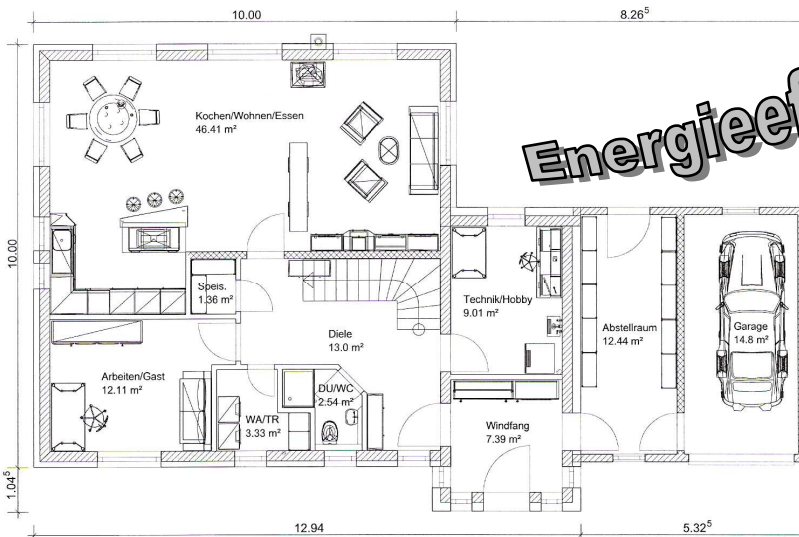 10.00
8.26⁵
Energieef
Kochen/Wohnen/Essen
46.41 m²
10.00
Speis.
1.36 m²
Technik/Hobby
9.01 m²
Diele
13.0 m²
Abstellraum
12.44 m²
Garage
14.8 m²
Arbeiten/Gast
12.11 m²
DU/WC
2.54 m²
WA/TR
3.33 m²
Windfang
7.39 m²
1.04⁵
12.94
5.32⁵